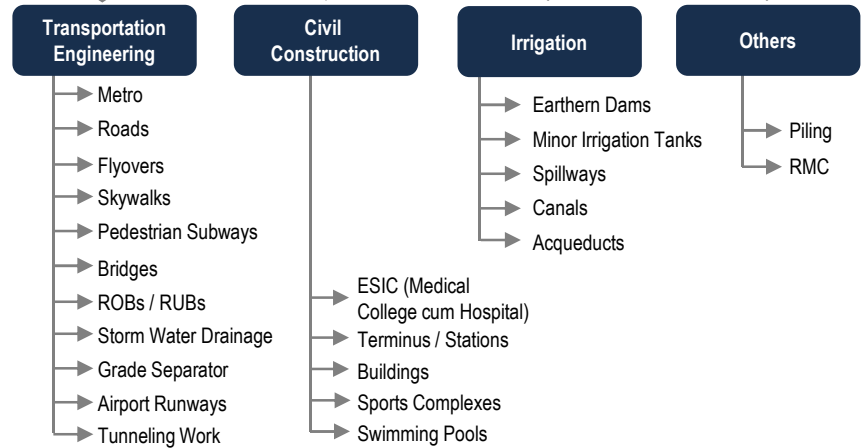 Transportation
Engineering
Metro
Roads
Flyovers
Skywalks
Pedestrian Subways
Bridges
ROBs / RUBs
Storm Water Drainage
Grade Separator
Airport Runways
Tunneling Work
Civil
Construction
ESIC (Medical
College cum Hospital)
Terminus / Stations
Buildings
Sports Complexes
Swimming Pools
Irrigation
Earthern Dams
Minor Irrigation Tanks
Spillways
Canals
Acqueducts
Others
Piling
RMC